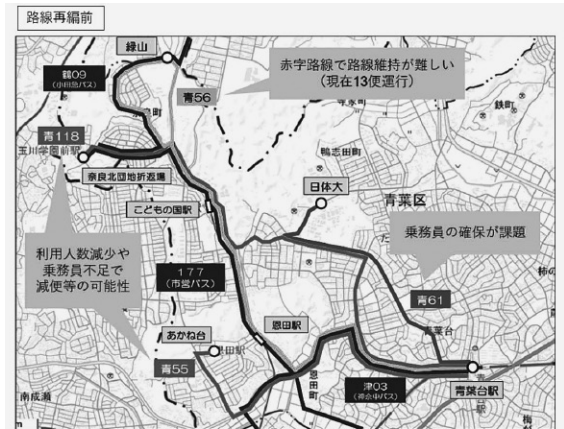 路線再編前
緑山
鶴09
(小田急バス)
青56
赤字路線で路線維持が難しい
(現在13便運行)
鉄町
青118
玉川学園前駅
奈良北団地折返場
鴨志田町
日体大
青葉区
こどもの国駅
乗務員の確保が課題
利用人数減少や
乗務員不足で
減便等の可能性
177
(市営バス)
青61
恩田駅
あかね台
青葉台
青55
恩田町
津03
(神奈中バス)
青葉台駅
南成瀬